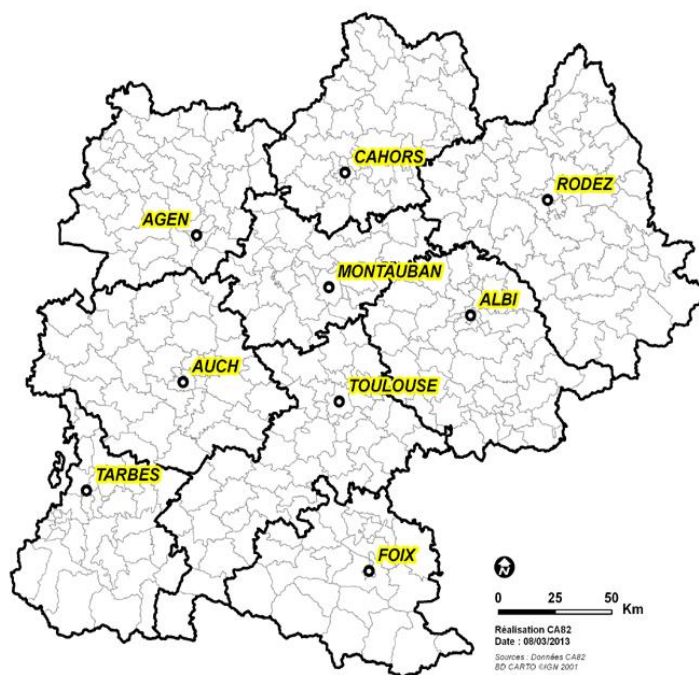 CAHORS
RODEZ
AGEN
MONTAUBAN
ALBI
AUCH
TOULOUSE
TARBES
FOIX
0 25 50
Km
Réalisation CA82
Date : 08/03/2013
Sources : Données CA82
BD CARTO ©IGN 2001